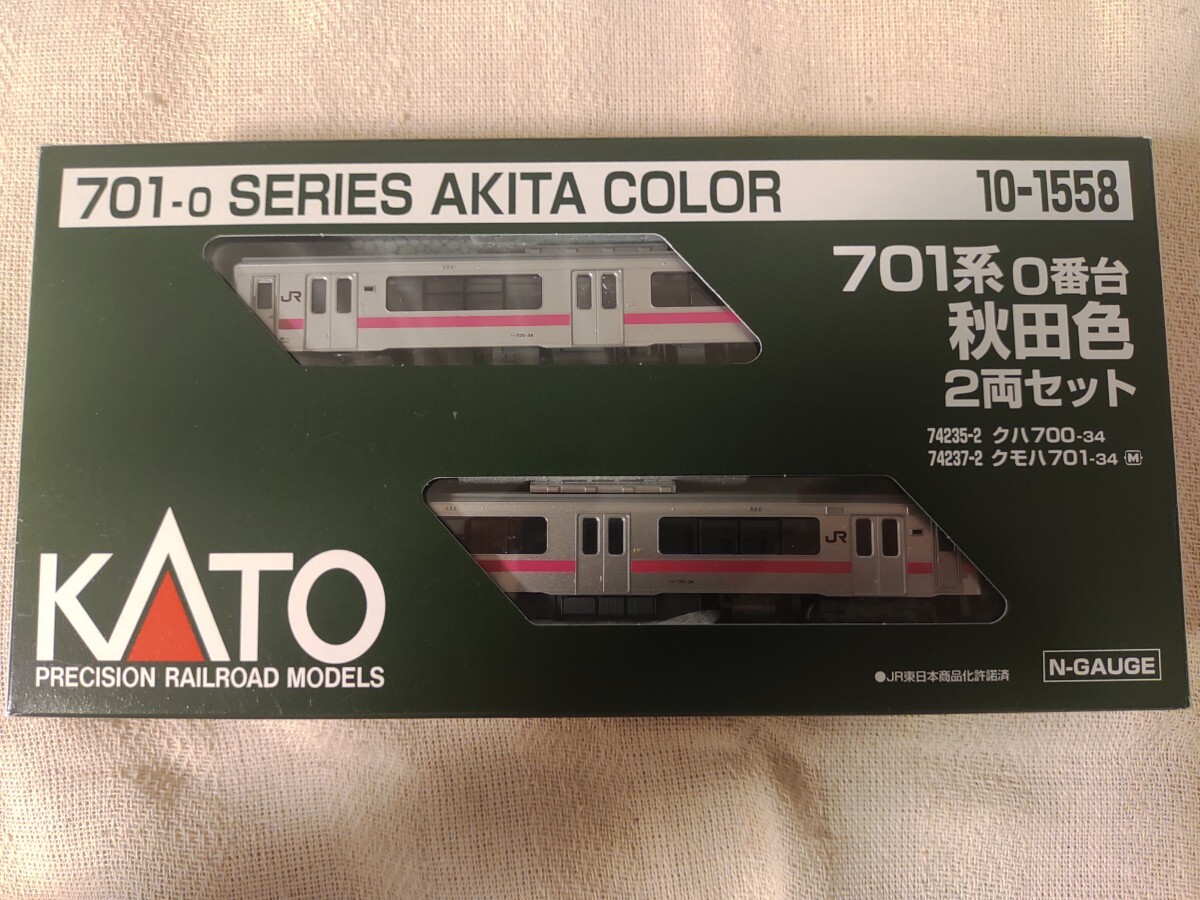 701-0 SERIES AKITA COLOR 10-1558
701系 0番台
秋田色
2両セット
74235-2 クハ700-34
74237-2 クモハ701-34 M
JR
JR
KATO
PRECISION RAILROAD MODELS
●JR東日本商品化許諾済
N-GAUGE